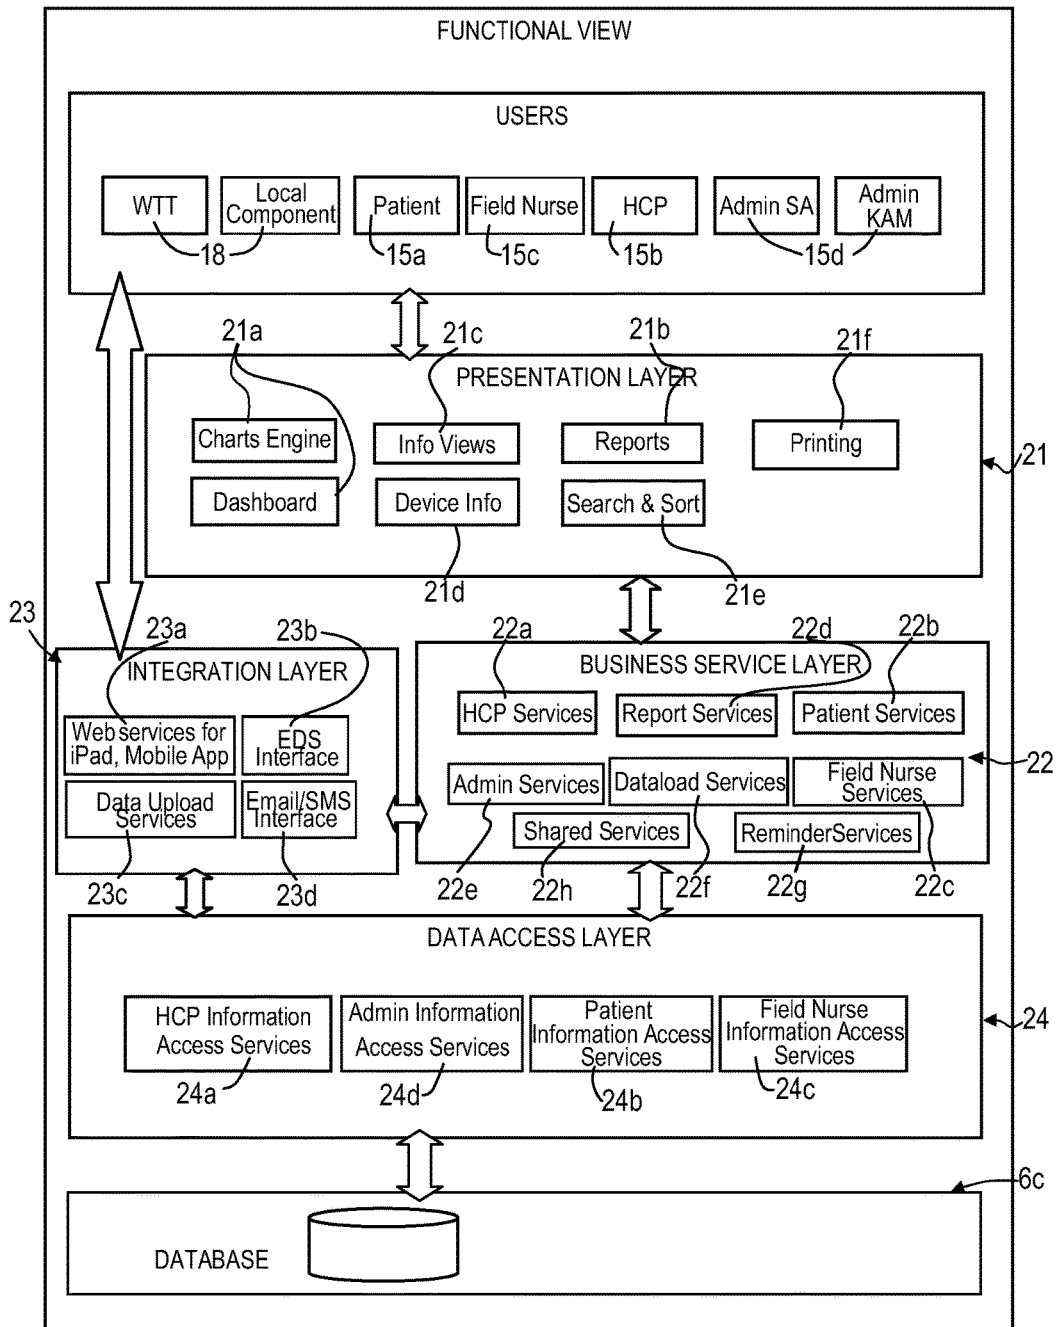 FUNCTIONAL VIEW
USERS
WTT
Local
Component
Patient
Field Nurse
HCP
Admin SA
Admin
KAM
18
15a
15c
15b
15d
21a
21c
21b
21f
PRESENTATION LAYER
Charts Engine
Info Views
Reports
Printing
21
Dashboard
Device Info
Search & Sort
21d
21e
23
23a
23b
22a
22d
22b
INTEGRATION LAYER
Web services for
iPad, Mobile App
EDS
Interface
Data Upload
Services
Email/SMS
Interface
23c
23d
BUSINESS SERVICE LAYER
HCP Services
Report Services
Patient Services
22
Admin Services
Dataload Services
Field Nurse
Services
Shared Services
ReminderServices
22e
22h
22f
22g
22c
DATA ACCESS LAYER
HCP Information
Access Services
Admin Information
Access Services
Patient
Information Access
Services
Field Nurse
Information Access
Services
24
24a
24d
24b
24c
6c
DATABASE